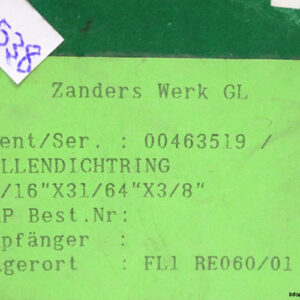 638
Zanders Werk GL
ent/Ser. : 00463519 /
LLENDICHTRING
/16"X31/64"X3/8"
P Best.Nr:
pfänger :
gerort : FL1 RE060/01